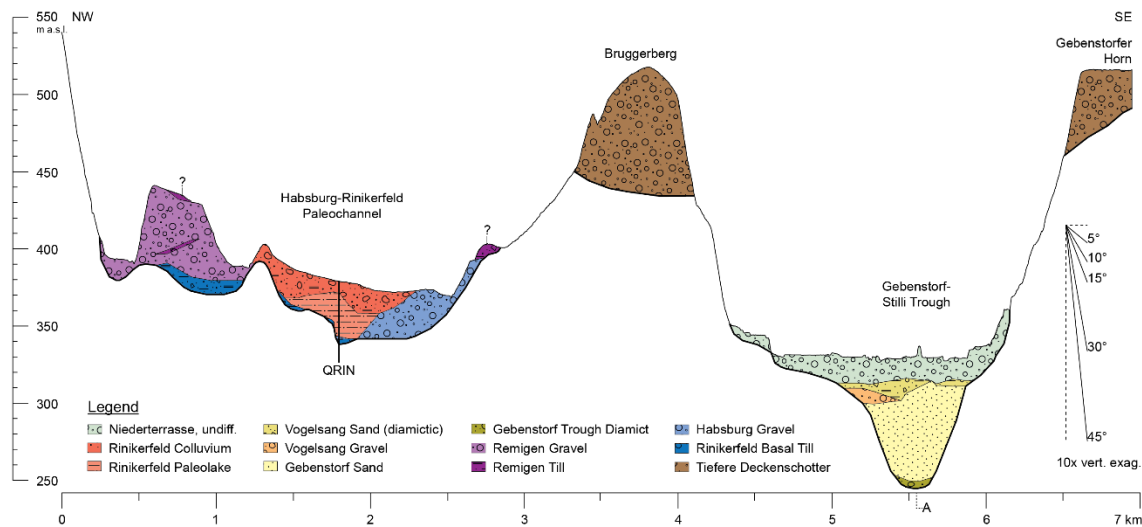 550
NW
SE
m a.s.l.
Bruggerberg
Gebenstorfer
Horn
500
450
?
Habsburg-Rinikerfeld
Paleochannel
?
400
5°
10°
15°
Gebenstorf-
Stilli Trough
350
30°
QRIN
300
Legend
Niederterrasse, undiff.
Vogelsang Sand (diamictic)
Gebenstorf Trough Diamict
Habsburg Gravel
Rinikerfeld Colluvium
Vogelsang Gravel
Remigen Gravel
Rinikerfeld Basal Till
Rinikerfeld Paleolake
Gebenstorf Sand
Remigen Till
Tiefere Deckenschotter
45°
10x vert. exag.
250
A
0
1
2
3
4
5
6
7 km